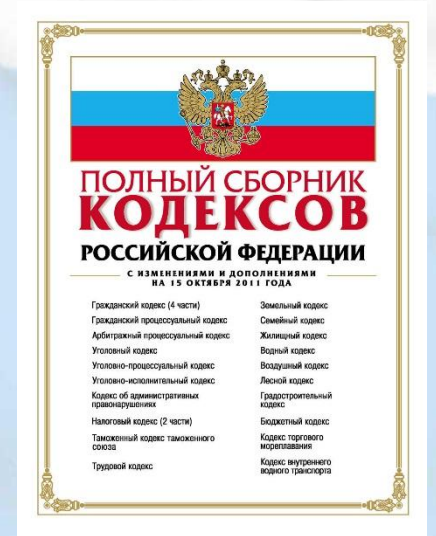 ПОЛНЫЙ СБОРНИК
КОДЕКСОВ
РОССИЙСКОЙ ФЕДЕРАЦИИ
С ИЗМЕНЕНИЯМИ И ДОПОЛНЕНИЯМИ
НА 15 ОКТЯБРЯ 2011 ГОДА
Гражданский кодекс (4 части)
Гражданский процессуальный кодекс
Арбитражный процессуальный кодекс
Уголовный кодекс
Уголовно-процессуальный кодекс
Уголовно-исполнительный кодекс
Кодекс об административных
правонарушениях
Налоговый кодекс (2 части)
Таможенный кодекс таможенного
союза
Трудовой кодекс
Земельный кодекс
Семейный кодекс
Жилищный кодекс
Водный кодекс
Воздушный кодекс
Лесной кодекс
Градостроительный
кодекс
Бюджетный кодекс
Кодекс торгового
мореплавания
Кодекс внутреннего
водного транспорта